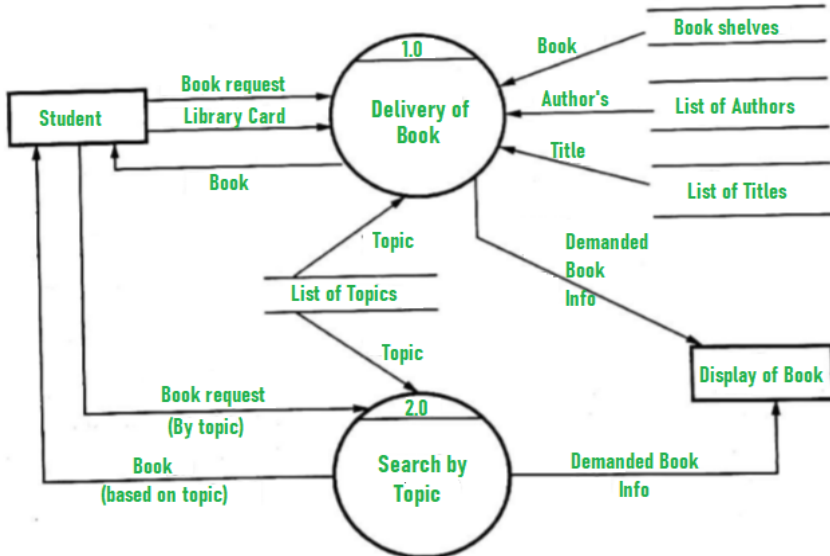 1.0
Delivery of
Book
Book shelves
Book
Book request
Library Card
Student
Author's
List of Authors
Title
List of Titles
Book
Topic
Demanded
Book
Info
List of Topics
Topic
Display of Book
Book request
(By topic)
2.0
Search by
Topic
Book
(based on topic)
Demanded Book
Info